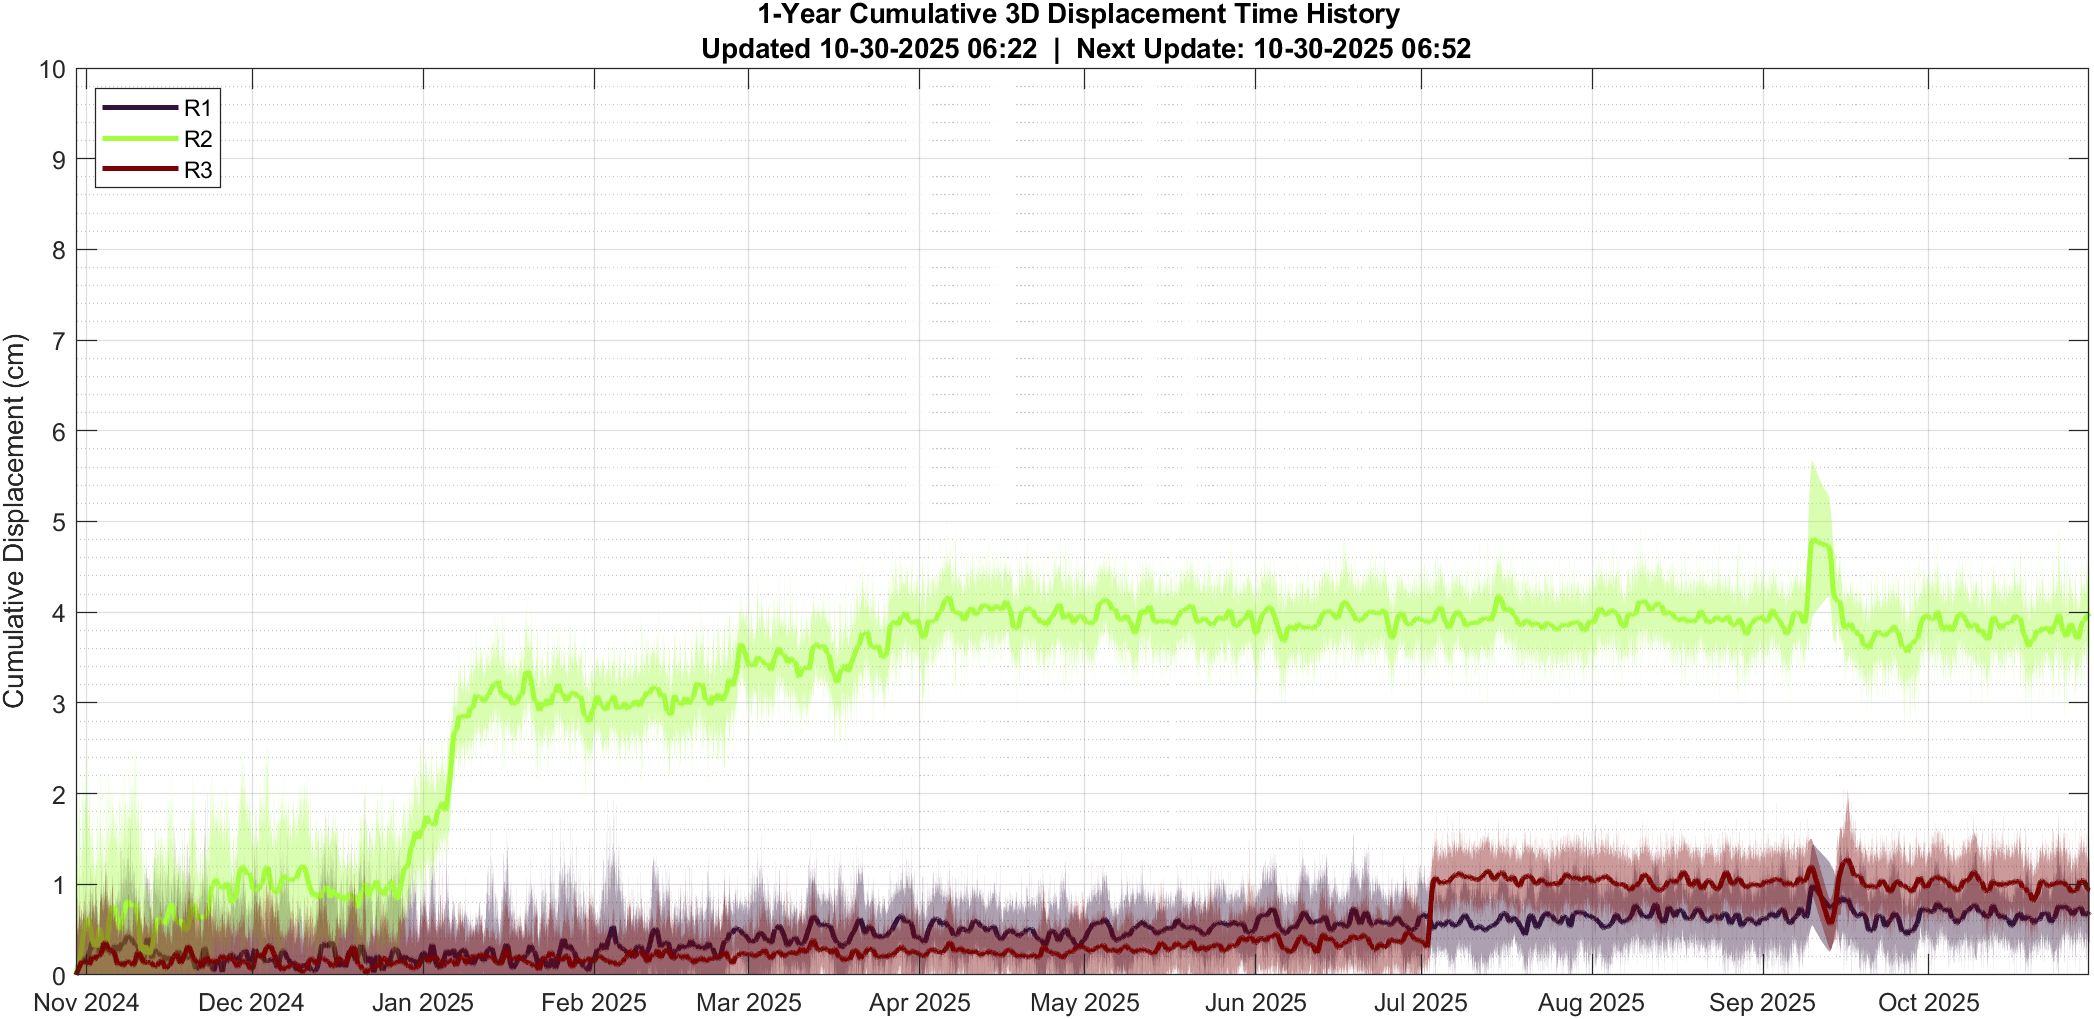 1-Year Cumulative 3D Displacement Time History
Updated 10-30-2025 06:22 | Next Update: 10-30-2025 06:52
Cumulative Displacement (cm)
10
9
8
7
6
5
4
3
2
1
0
R1
R2
R3
Nov 2024 Dec 2024 Jan 2025 Feb 2025 Mar 2025 Apr 2025 May 2025 Jun 2025 Jul 2025 Aug 2025 Sep 2025 Oct 2025